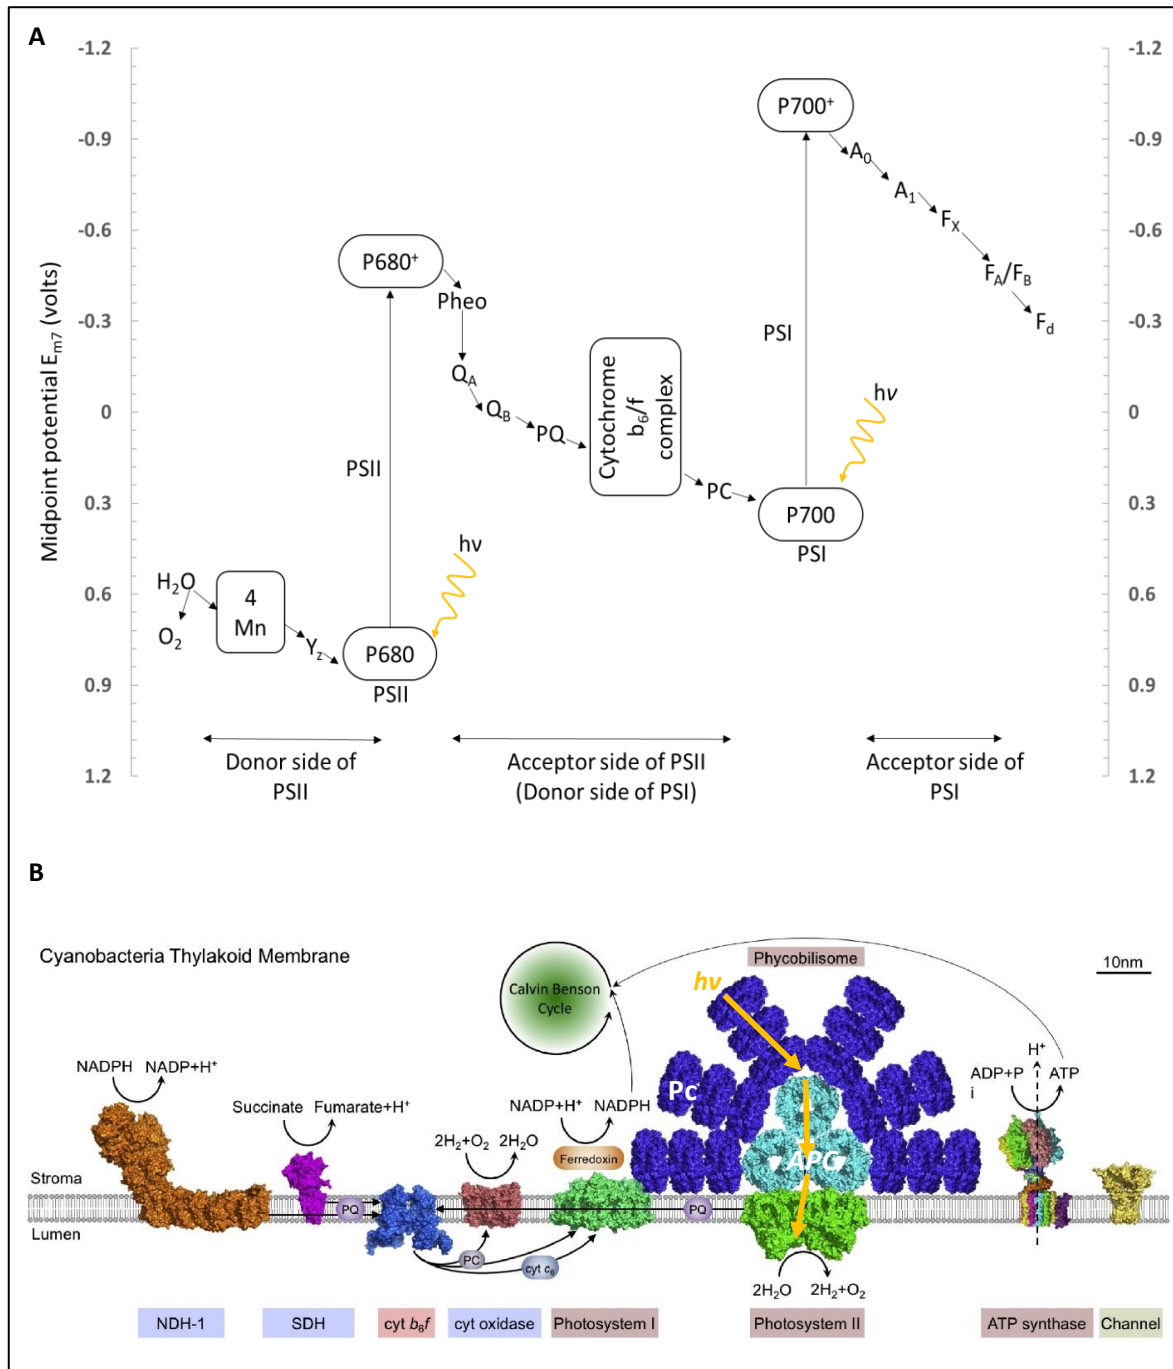 A
-1.2
-0.9
-0.6
-0.3
0
0.3
0.6
0.9
1.2
Midpoint potential Em7 (volts)
-1.2
-0.9
-0.6
-0.3
0
0.3
0.6
0.9
1.2
H₂O
O₂
4
Mn
Yz
P680
PSII
hν
PSII
P680⁺
Pheo
QA
QB
PQ
Cytochrome
b₆/f
complex
PC
P700
PSI
hν
PSI
P700⁺
A₀
A₁
FX
FA/FB
Fd
Donor side of
PSII
Acceptor side of PSII
(Donor side of PSI)
Acceptor side of
PSI
B
Cyanobacteria Thylakoid Membrane
Phycobilisome
10nm
hν
Calvin Benson
Cycle
NADPH
NADP+H⁺
Succinate
Fumarate+H⁺
2H₂+O₂
2H₂O
NADP+H⁺
NADPH
Ferredoxin
Pc
APC
H⁺
ADP+P
i
ATP
Stroma
Lumen
PQ
PQ
PC
cyt c₆
2H₂O
2H₂+O₂
NDH-1
SDH
cyt b₆f
cyt oxidase
Photosystem I
Photosystem II
ATP synthase
Channel